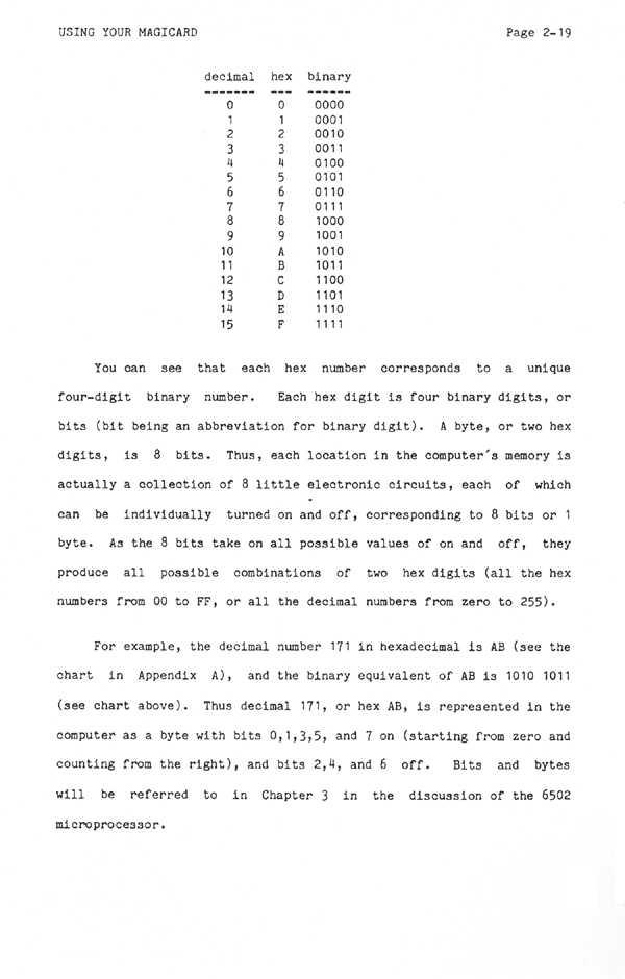 USING YOUR MAGICARD Page 2-19
decimal hex binary
------- --- ------
0 0 0000
1 1 0001
2 2 0010
3 3 0011
4 4 0100
5 5 0101
6 6 0110
7 7 0111
8 8 1000
9 9 1001
10 A 1010
11 B 1011
12 C 1100
13 D 1101
14 E 1110
15 F 1111
You can see that each hex number corresponds to a unique
four-digit binary number. Each hex digit is four binary digits, or
bits (bit being an abbreviation for binary digit). A byte, or two hex
digits, is 8 bits. Thus, each location in the computer's memory is
actually a collection of 8 little electronic circuits, each of which
can be individually turned on and off, corresponding to 8 bits or 1
byte. As the 8 bits take on all possible values of on and off, they
produce all possible combinations of two hex digits (all the hex
numbers from 00 to FF, or all the decimal numbers from zero to 255).
For example, the decimal number 171 in hexadecimal is AB (see the
chart in Appendix A), and the binary equivalent of AB is 1010 1011
(see chart above). Thus decimal 171, or hex AB, is represented in the
computer as a byte with bits 0,1,3,5, and 7 on (starting from zero and
counting from the right), and bits 2,4, and 6 off. Bits and bytes
will be referred to in Chapter 3 in the discussion of the 6502
microprocessor.